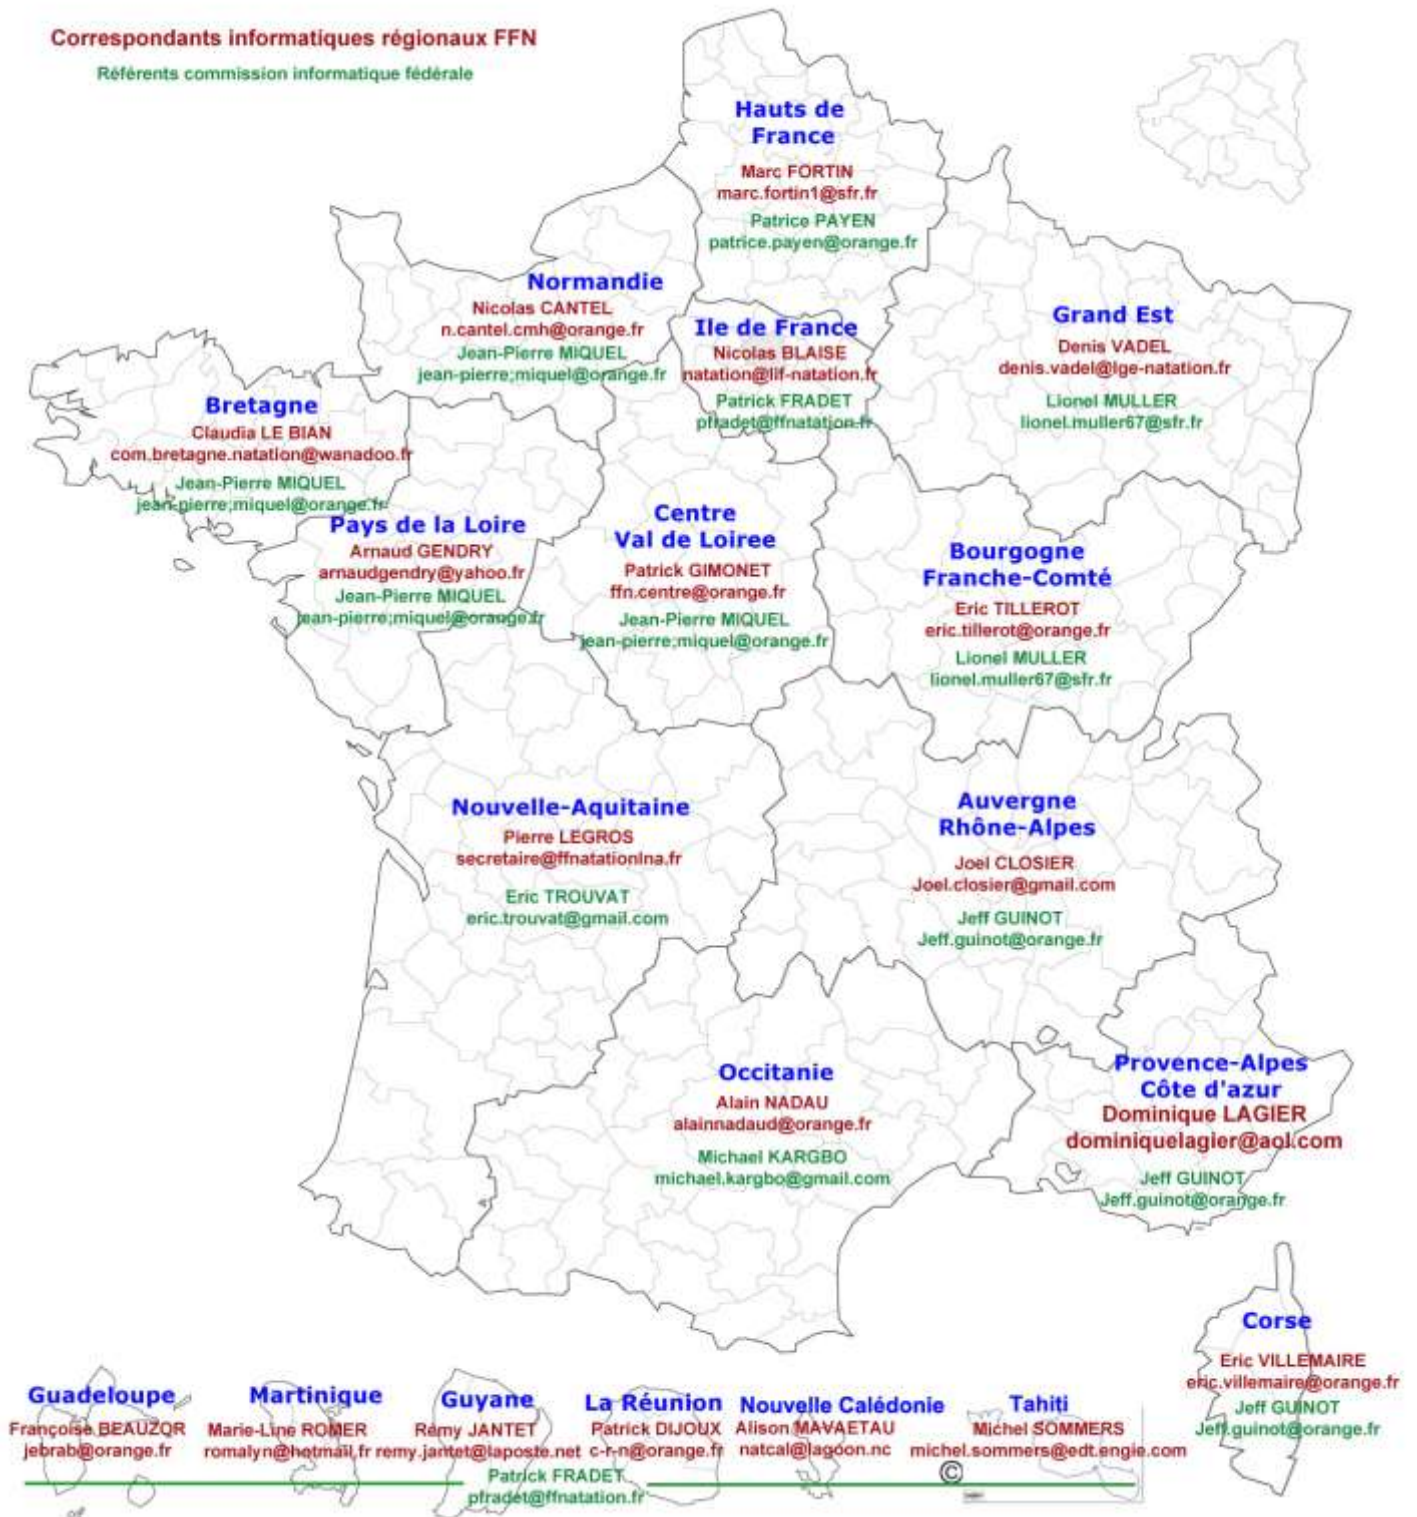 Correspondants informatiques régionaux FFN
Référents commission informatique fédérale
Hauts de
France
Marc FORTIN
marc.fortin1@sfr.fr
Patrice PAYEN
patrice.payen@orange.fr
Normandie
Nicolas CANTEL
n.cantel.cmh@orange.fr
Jean-Pierre MIQUEL
jean-pierre;miquel@orange.fr
Ile de France
Nicolas BLAISE
natation@lif-natation.fr
Patrick FRADET
pfradet@ffnatation.fr
Grand Est
Denis VADEL
denis.vadel@lge-natation.fr
Lionel MULLER
lionel.muller67@sfr.fr
Bretagne
Claudia LE BIAN
com.bretagne.natation@wanadoo.fr
Jean-Pierre MIQUEL
jean-pierre;miquel@orange.fr
Pays de la Loire
Arnaud GENDRY
arnaudgendry@yahoo.fr
Jean-Pierre MIQUEL
jean-pierre;miquel@orange.fr
Centre
Val de Loiree
Patrick GIMONET
ffn.centre@orange.fr
Jean-Pierre MIQUEL
jean-pierre;miquel@orange.fr
Bourgogne
Franche-Comté
Eric TILLEROT
eric.tillerot@orange.fr
Lionel MULLER
lionel.muller67@sfr.fr
Nouvelle-Aquitaine
Pierre LEGROS
secretaire@ffnatationlna.fr
Eric TROUVAT
eric.trouvat@gmail.com
Auvergne
Rhône-Alpes
Joel CLOSIER
Joel.closier@gmail.com
Jeff GUINOT
Jeff.guinot@orange.fr
Occitanie
Alain NADAU
alainnadaud@orange.fr
Michael KARGBO
michael.kargbo@gmail.com
Provence-Alpes
Côte d'azur
Dominique LAGIER
dominiquelagier@aol.com
Jeff GUINOT
Jeff.guinot@orange.fr
Corse
Eric VILLEMAIRE
eric.villemaire@orange.fr
Jeff GUINOT
Jeff.guinot@orange.fr
Guadeloupe
Françoise BEAUZOR
jebrab@orange.fr
Martinique
Marie-Line ROMER
romalyn@hotmail.fr
Guyane
Rémy JANTET
remy.jantet@laposte.net
La Réunion
Patrick DIJOUX
c-r-n@orange.fr
Nouvelle Calédonie
Alison MAVAETAU
natcal@lagoon.nc
Tahiti
Michel SOMMERS
michel.sommers@edt.engie.com
Patrick FRADET
pfradet@ffnatation.fr
©